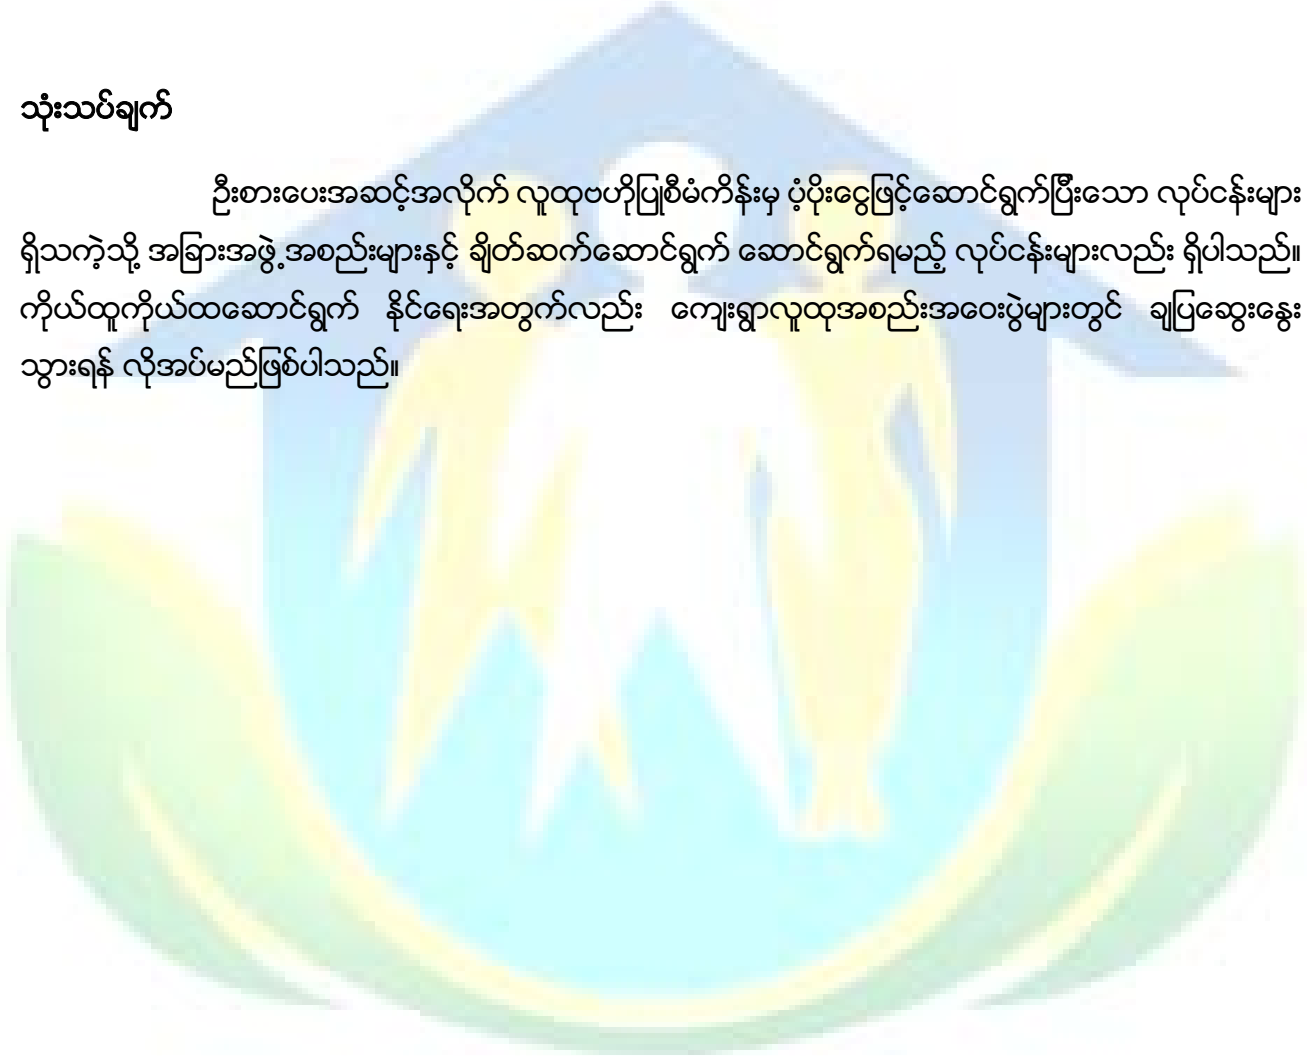 သုံးသပ်ချက်
ဦးစားပေးအဆင့်အလိုက် လူထုဗဟိုပြုစီမံကိန်းမှ ပံ့ပိုးငွေဖြင့်ဆောင်ရွက်ပြီးသော လုပ်ငန်းများ
ရှိသကဲ့သို့ အခြားအဖွဲ့အစည်းများနှင့် ချိတ်ဆက်ဆောင်ရွက် ဆောင်ရွက်ရမည့် လုပ်ငန်းများလည်း ရှိပါသည်။
ကိုယ်ထူကိုယ်ထဆောင်ရွက် နိုင်ရေးအတွက်လည်း ကျေးရွာလူထုအစည်းအဝေးပွဲများတွင် ချပြဆွေးနွေး
သွားရန် လိုအပ်မည်ဖြစ်ပါသည်။